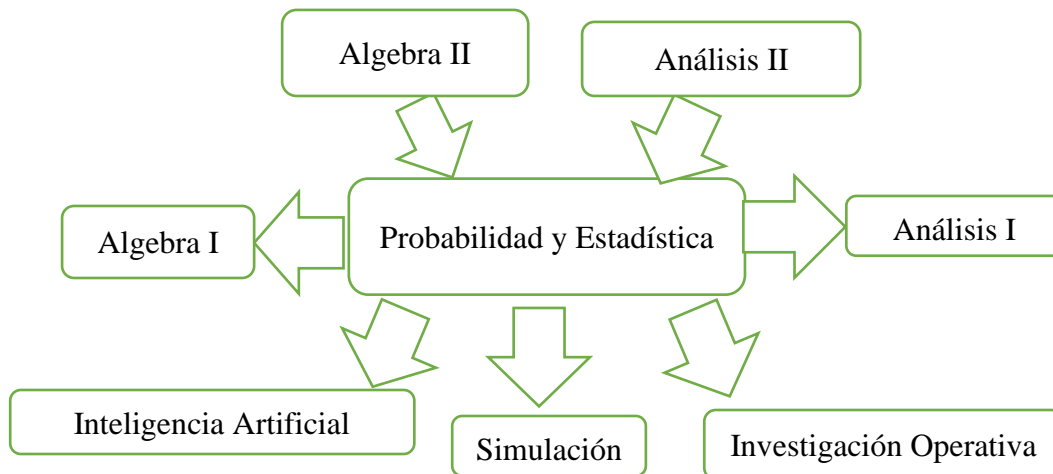 Algebra II
Análisis II
Algebra I
Probabilidad y Estadística
Análisis I
Inteligencia Artificial
Simulación
Investigación Operativa